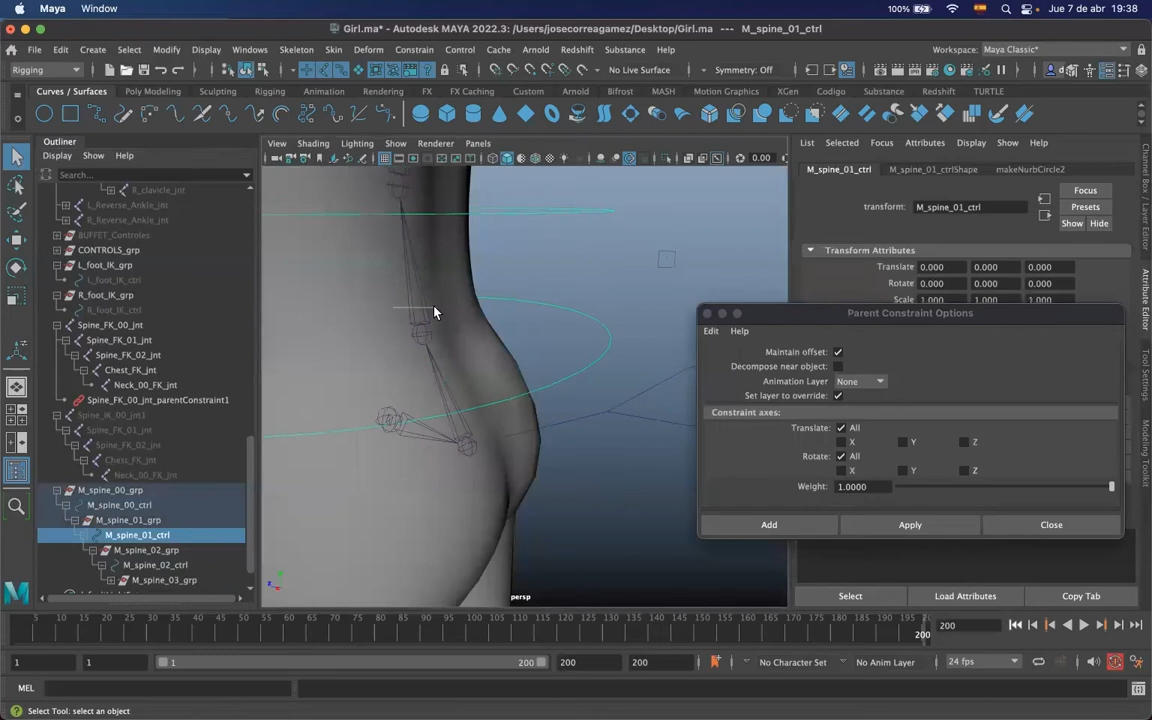 Maya Window 100% Jue 7 de abr 19:38
Girl.ma* - Autodesk MAYA 2022.3: /Users/josecorreagamez/Desktop/Girl.ma --- M_spine_01_ctrl
File Edit Create Select Modify Display Windows Skeleton Skin Deform Constrain Control Cache Arnold Redshift Substance Help Workspace: Maya Classic*
Rigging No Live Surface Symmetry: Off
Curves / Surfaces Poly Modeling Sculpting Rigging Animation Rendering FX FX Caching Custom Arnold Bifrost MASH Motion Graphics XGen Codigo Substance Redshift TURTLE
Outliner
Display Show Help
Search...
R_clavicle_jnt
L_Reverse_Ankle_jnt
R_Reverse_Ankle_jnt
BUFFET_Controles
CONTROLS_grp
L_foot_IK_grp
L_foot_IK_ctrl
R_foot_IK_grp
R_foot_IK_ctrl
Spine_FK_00_jnt
Spine_FK_01_jnt
Spine_FK_02_jnt
Chest_FK_jnt
Neck_00_FK_jnt
Spine_FK_00_jnt_parentConstraint1
Spine_IK_00_jnt1
Spine_FK_01_jnt
Spine_FK_02_jnt
Chest_FK_jnt
Neck_00_FK_jnt
M_spine_00_grp
M_spine_00_ctrl
M_spine_01_grp
M_spine_01_ctrl
M_spine_02_grp
M_spine_02_ctrl
M_spine_03_grp
View Shading Lighting Show Renderer Panels
0.00
persp
List Selected Focus Attributes Display Show Help
M_spine_01_ctrl M_spine_01_ctrlShape makeNurbCircle2
Focus
transform: M_spine_01_ctrl Presets
Show Hide
Transform Attributes
Translate 0.000 0.000 0.000
Rotate 0.000 0.000 0.000
Scale 1.000 1.000 1.000
Parent Constraint Options
Edit Help
Maintain offset:
Decompose near object:
Animation Layer None
Set layer to override:
Constraint axes:
Translate: All
X Y Z
Rotate: All
X Y Z
Weight: 1.0000
Add Apply Close
Select Load Attributes Copy Tab
Channel Box / Layer Editor
Attribute Editor
Tool Settings
Modeling Toolkit
5 10 15 20 25 30 35 40 45 50 55 60 65 70 75 80 85 90 95 100 105 110 115 120 125 130 135 140 145 150 155 160 165 170 175 180 185 190 195 200
200
1 1 1 200 200 200 No Character Set No Anim Layer 24 fps
MEL
Select Tool: select an object